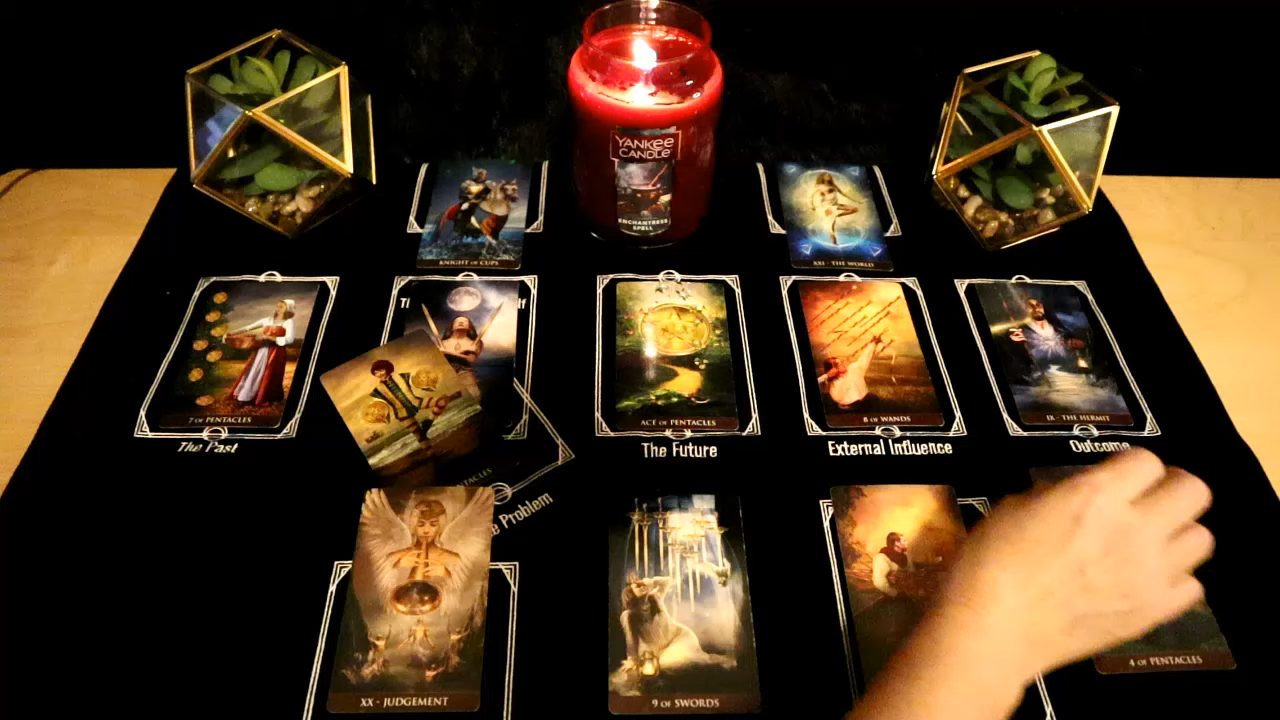 YANKEE
CANDLE
ENCHANTRESS
SPELL
KNIGHT OF CUPS
XXI - THE WORLD
7 OF PENTACLES
ACE OF PENTACLES
8 OF WANDS
IX - THE HERMIT
The Past
The Future
External Influence
Outcome
Problem
XX - JUDGEMENT
9 OF SWORDS
4 OF PENTACLES